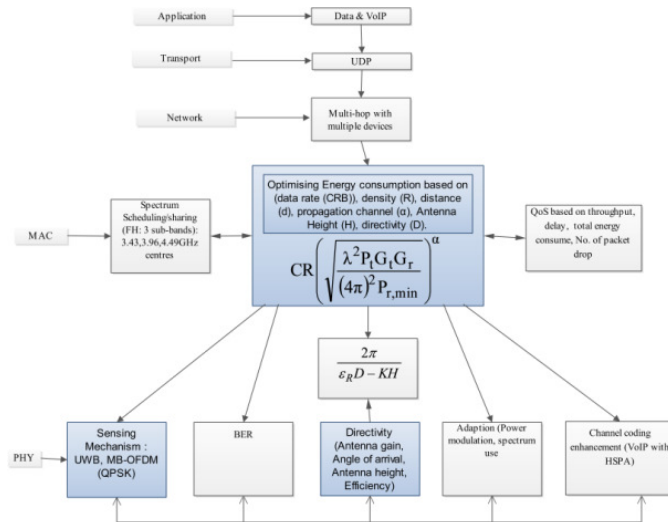 Application
Data & VoIP
Transport
UDP
Network
Multi-hop with
multiple devices
Optimising Energy consumption based on
(data rate (CRB)), density (R), distance
(d), propagation channel (α), Antenna
Height (H), directivity (D).
CR(√(λ²PₜGₜGᵣ / (4π)²Pᵣ,min))^α
MAC
Spectrum
Scheduling/sharing
(FH: 3 sub-bands):
3.43,3.96,4.49GHz
centres
QoS based on throughput,
delay, total energy
consume, No. of packet
drop
2π / (ε_R D – KH)
PHY
Sensing
Mechanism :
UWB, MB-OFDM
(QPSK)
BER
Directivity
(Antenna gain,
Angle of arrival,
Antenna height,
Efficiency)
Adaption (Power
modulation, spectrum
use
Channel coding
enhancement (VoIP with
HSPA)